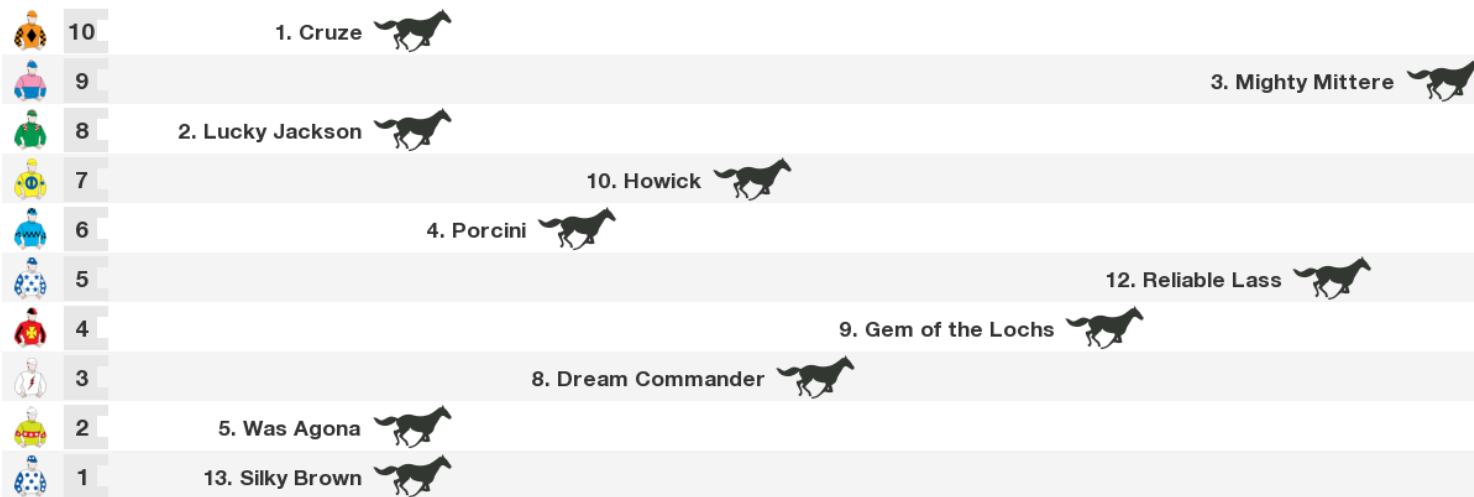 10 1. Cruze
9 3. Mighty Mittere
8 2. Lucky Jackson
7 10. Howick
6 4. Porcini
5 12. Reliable Lass
4 9. Gem of the Lochs
3 8. Dream Commander
2 5. Was Agona
1 13. Silky Brown